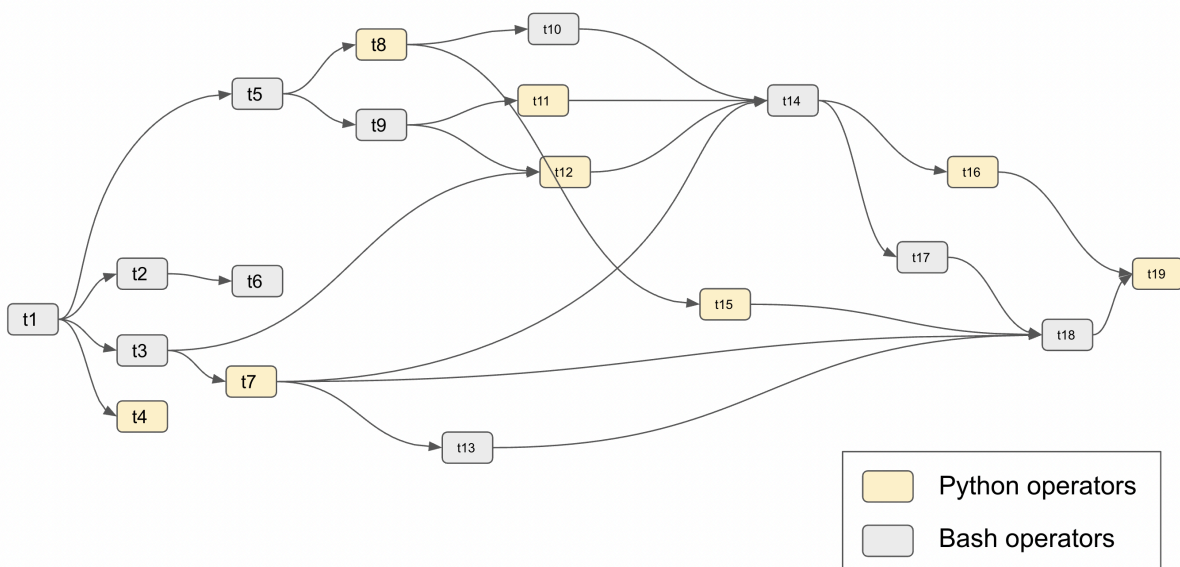 t10
t8
t5
t11
t14
t9
t12
t16
t17
t2
t6
t19
t15
t1
t18
t3
t7
t4
t13
Python operators
Bash operators